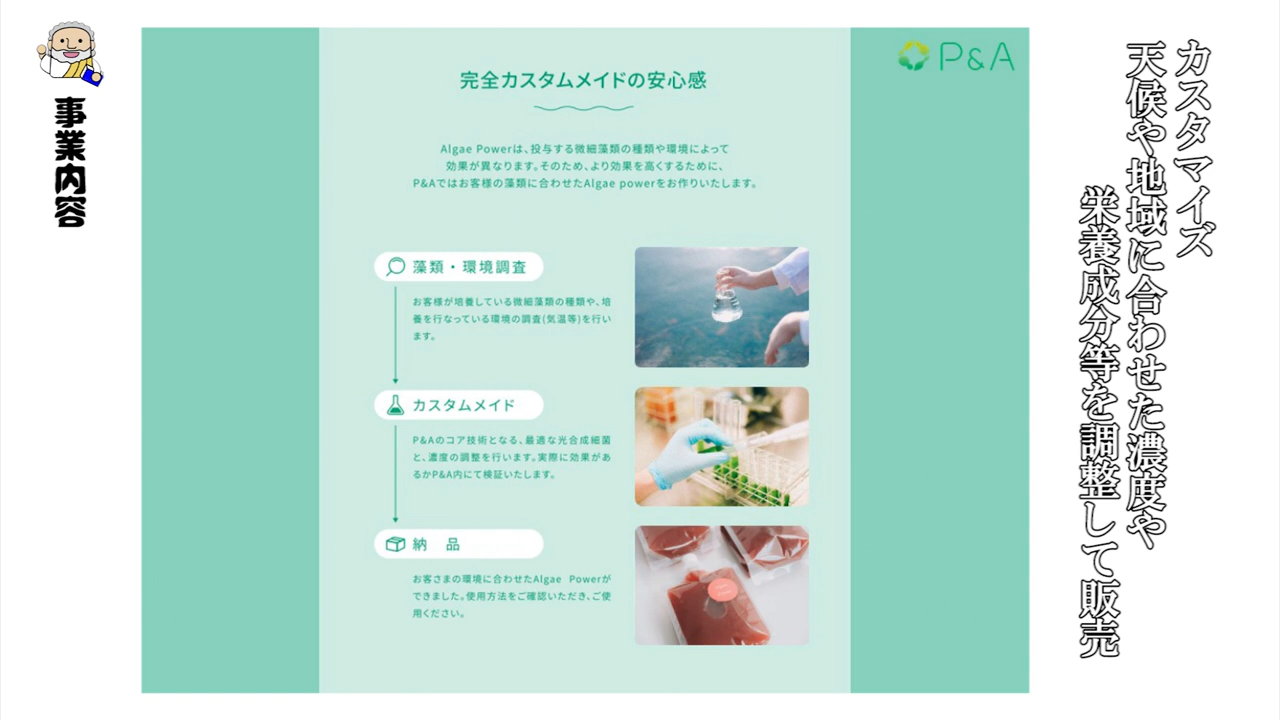 事業内容
P&A
完全カスタムメイドの安心感
Algae Powerは、投与する微細藻類の種類や環境によって
効果が異なります。そのため、より効果を高くするために、
P&Aではお客様の藻類に合わせたAlgae powerをお作りいたします。
藻類・環境調査
お客様が培養している微細藻類の種類や、培
養を行なっている環境の調査(気温等)を行い
ます。
カスタムメイド
P&Aのコア技術となる、最適な光合成細菌
と、濃度の調整を行います。実際に効果があ
るかP&A内にて検証いたします。
納　品
お客さまの環境に合わせたAlgae Powerが
できました。使用方法をご確認いただき、ご使
用ください。
カスタマイズ
天候や地域に合わせた濃度や
栄養成分等を調整して販売